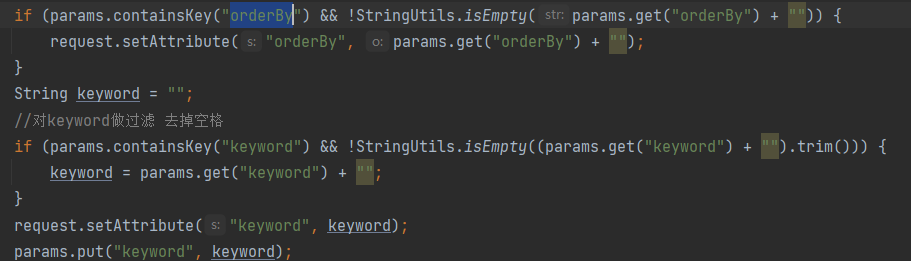 if (params.containsKey("orderBy") && !StringUtils.isEmpty( str: params.get("orderBy") + "")) {
request.setAttribute( s: "orderBy", o: params.get("orderBy") + "");
}
String keyword = "";
//对keyword做过滤 去掉空格
if (params.containsKey("keyword") && !StringUtils.isEmpty((params.get("keyword") + "").trim())) {
keyword = params.get("keyword") + "";
}
request.setAttribute( s: "keyword", keyword);
params.put("keyword", keyword);